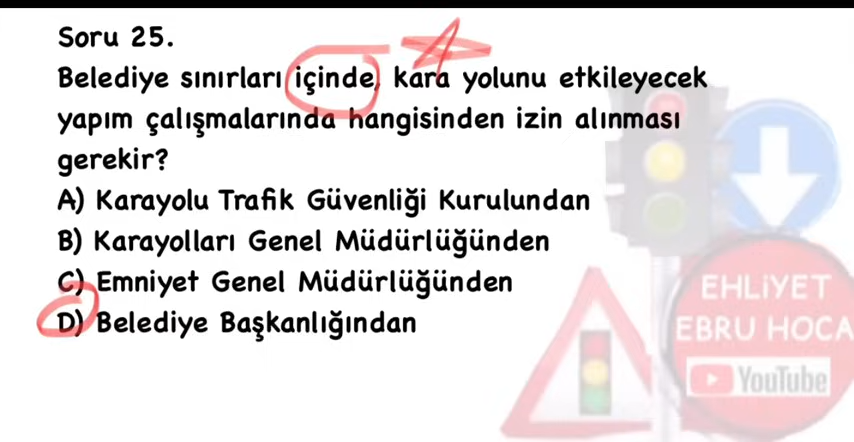 Soru 25.
Belediye sınırları içinde, kara yolunu etkileyecek
yapım çalışmalarında hangisinden izin alınması
gerekir?
A) Karayolu Trafik Güvenliği Kurulundan
B) Karayolları Genel Müdürlüğünden
C) Emniyet Genel Müdürlüğünden
D) Belediye Başkanlığından
EHLİYET
EBRU HOCA
YouTube